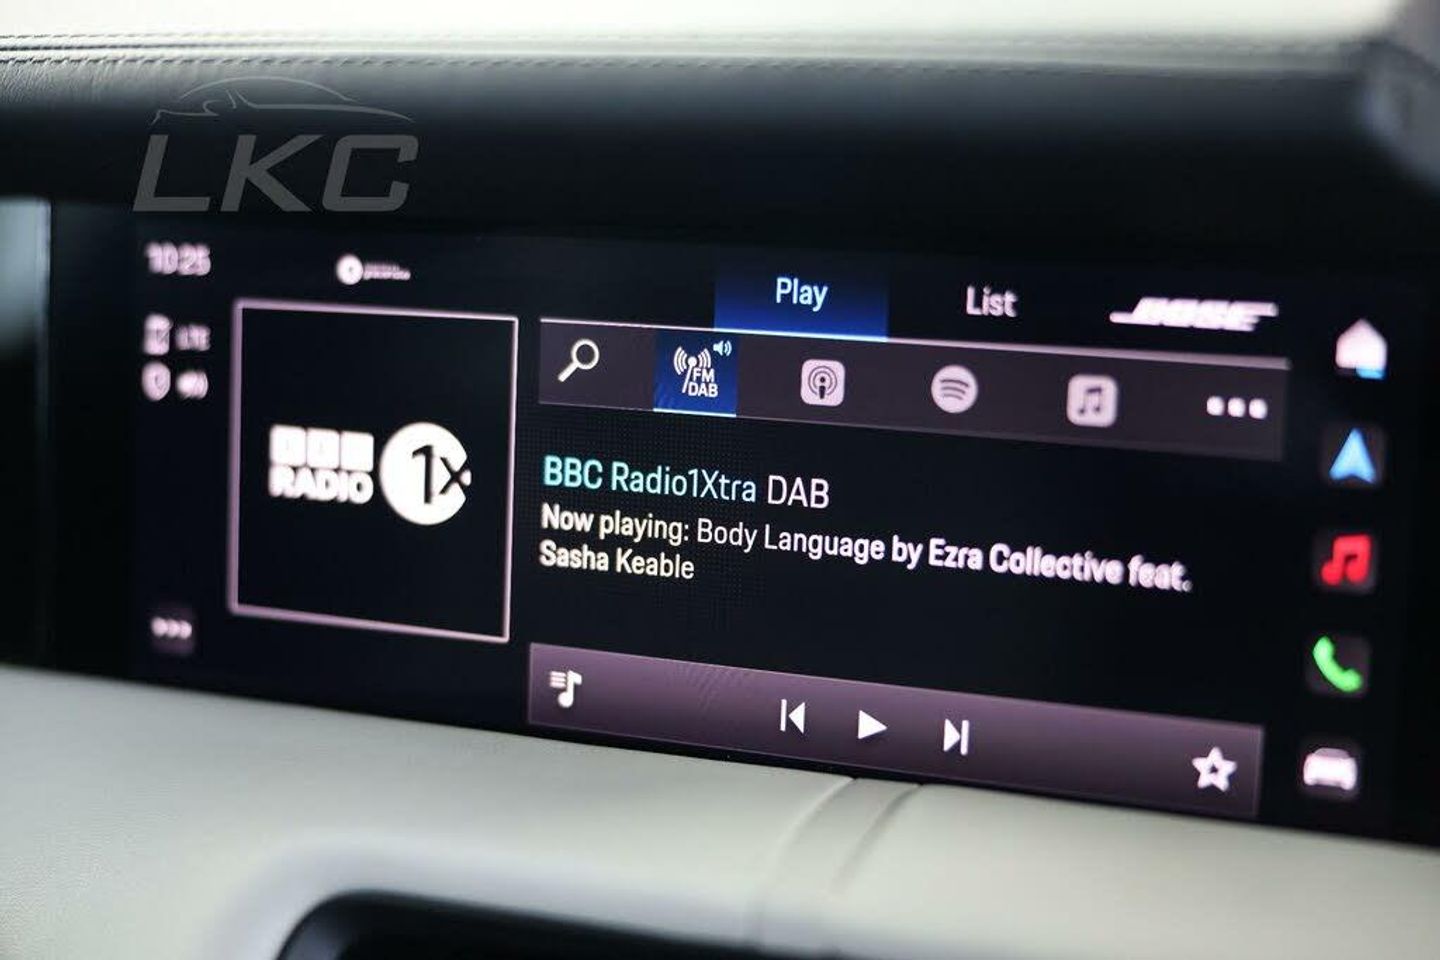 LKC
10:25
Play
List
BOSE
LTE
FM
DAB
BBC
RADIO
1X
BBC Radio1Xtra DAB
Now playing: Body Language by Ezra Collective feat.
Sasha Keable